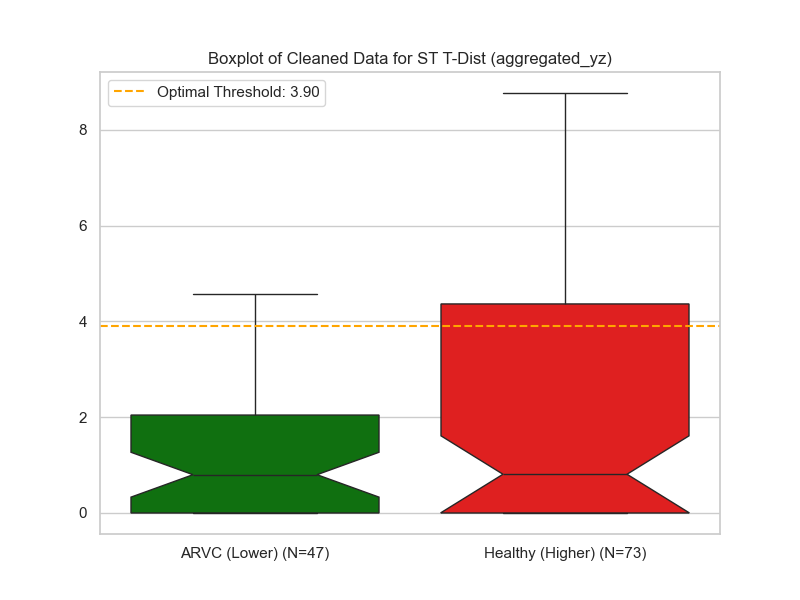 Boxplot of Cleaned Data for ST T-Dist (aggregated_yz)
Optimal Threshold: 3.90
8
6
4
2
0
ARVC (Lower) (N=47)
Healthy (Higher) (N=73)